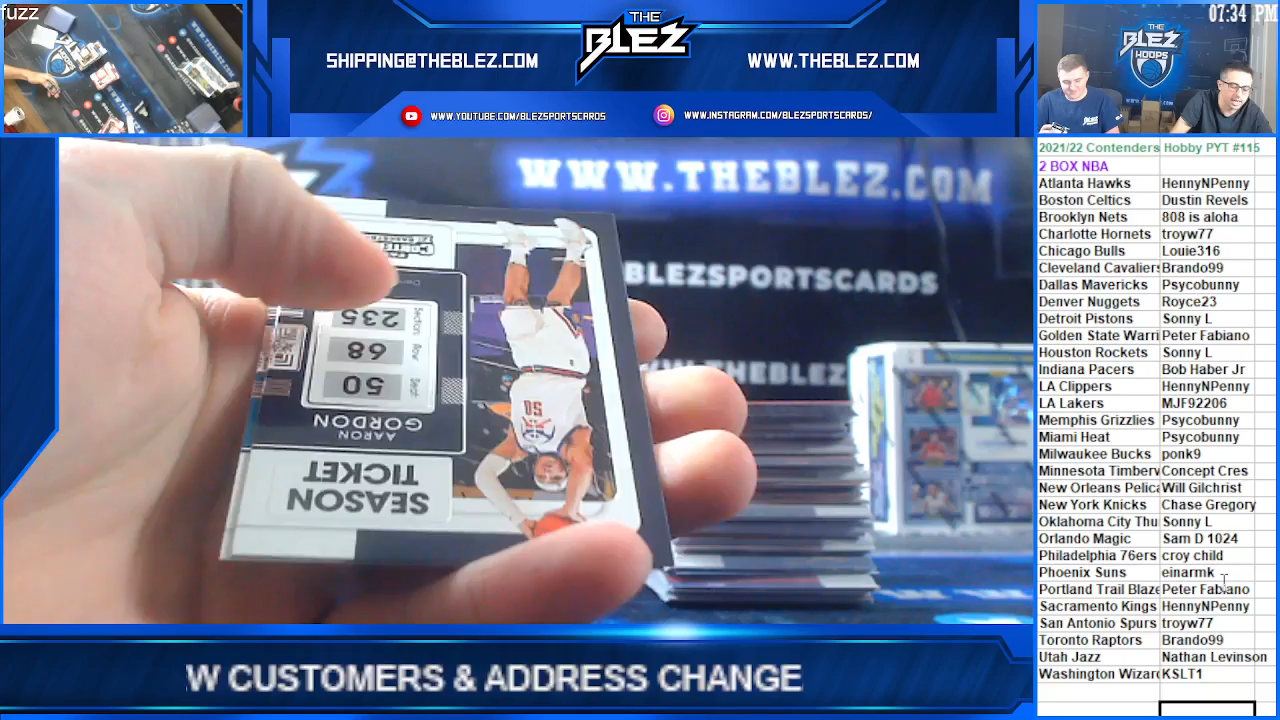 fuzz
SHIPPING@THEBLEZ.COM
THE
BLEZ
WWW.THEBLEZ.COM
WWW.YOUTUBE.COM/BLEZSPORTSCARDS
WWW.INSTAGRAM.COM/BLEZSPORTSCARDS/
07:34 PM
THE
BLEZ
HOOPS
2021/22 Contenders Hobby PYT #115
2 BOX NBA
Atlanta Hawks HennyNPenny
Boston Celtics Dustin Revels
Brooklyn Nets 808 is aloha
Charlotte Hornets troyw77
Chicago Bulls Louie316
Cleveland Cavaliers Brando99
Dallas Mavericks Psycobunny
Denver Nuggets Royce23
Detroit Pistons Sonny L
Golden State Warri Peter Fabiano
Houston Rockets Sonny L
Indiana Pacers Bob Haber Jr
LA Clippers HennyNPenny
LA Lakers MJF92206
Memphis Grizzlies Psycobunny
Miami Heat Psycobunny
Milwaukee Bucks ponk9
Minnesota Timberv Concept Cres
New Orleans Pelica Will Gilchrist
New York Knicks Chase Gregory
Oklahoma City Thu Sonny L
Orlando Magic Sam D 1024
Philadelphia 76ers croy child
Phoenix Suns einarmk
Portland Trail Blaze Peter Fabiano
Sacramento Kings HennyNPenny
San Antonio Spurs troyw77
Toronto Raptors Brando99
Utah Jazz Nathan Levinson
Washington Wizard KSLT1
WWW.THEBLEZ.COM
BLEZSPORTSCARDS
WW.THEBLEZ
SEASON
TICKET
AARON
GORDON
Section Row Seat
235 68 50
50
W CUSTOMERS & ADDRESS CHANGE